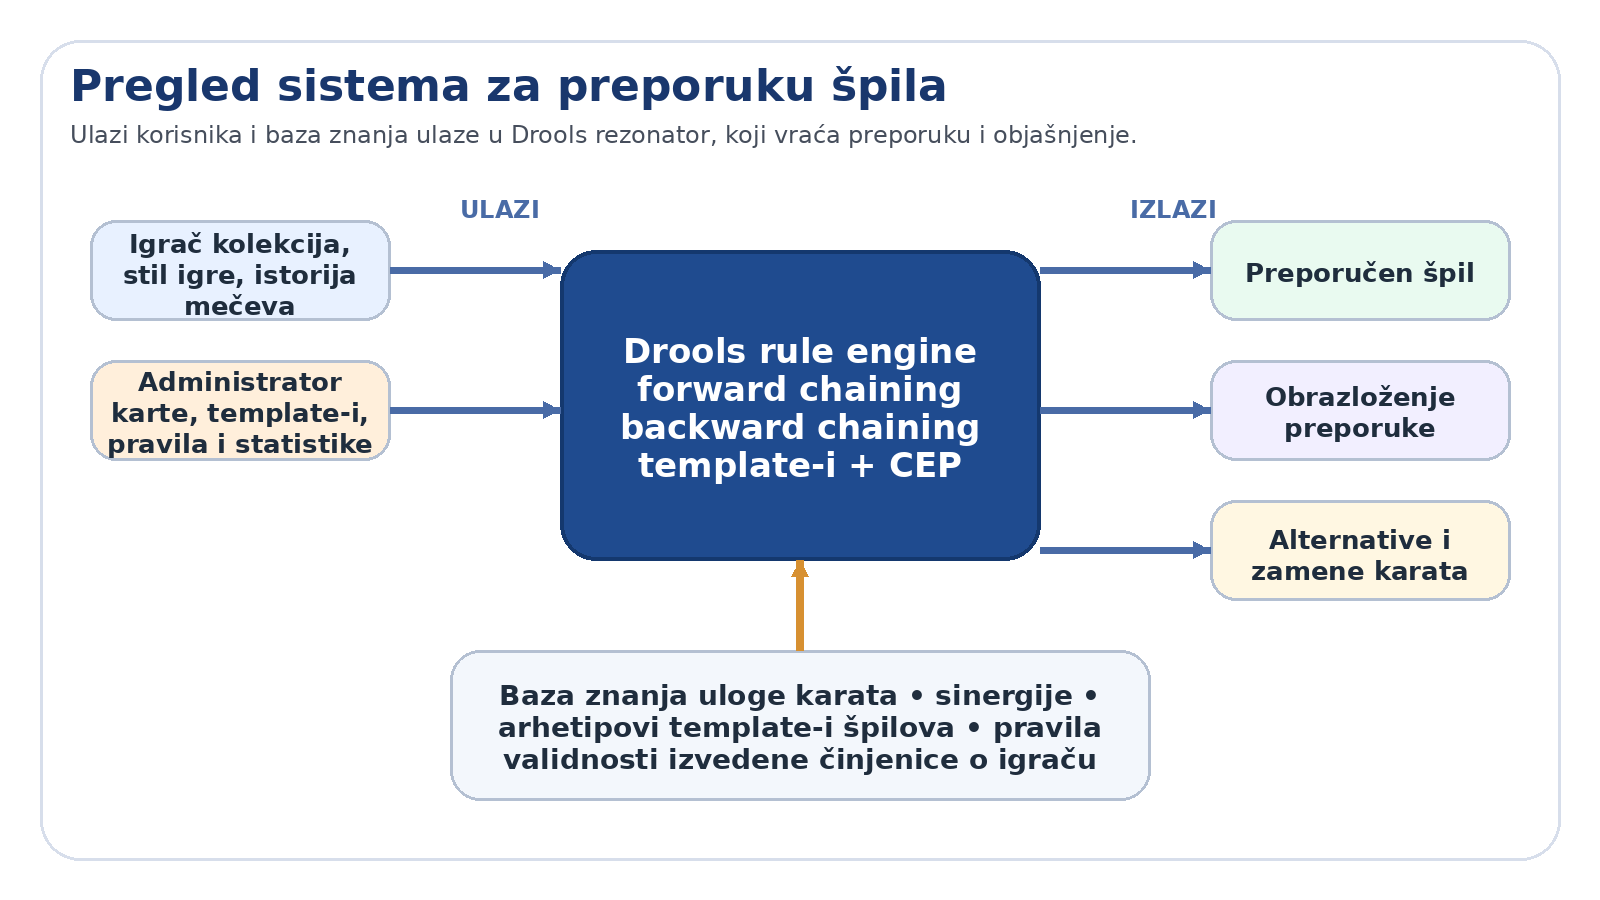 Pregled sistema za preporuku špila
Ulazi korisnika i baza znanja ulaze u Drools rezonator, koji vraća preporuku i objašnjenje.
ULAZI
IZLAZI
Igrač kolekcija,
stil igre, istorija
mečeva
Administrator
karte, template-i,
pravila i statistike
Drools rule engine
forward chaining
backward chaining
template-i + CEP
Preporučen špil
Obrazloženje
preporuke
Alternative i
zamene karata
Baza znanja uloge karata • sinergije •
arhetipovi template-i špilova • pravila
validnosti izvedene činjenice o igraču